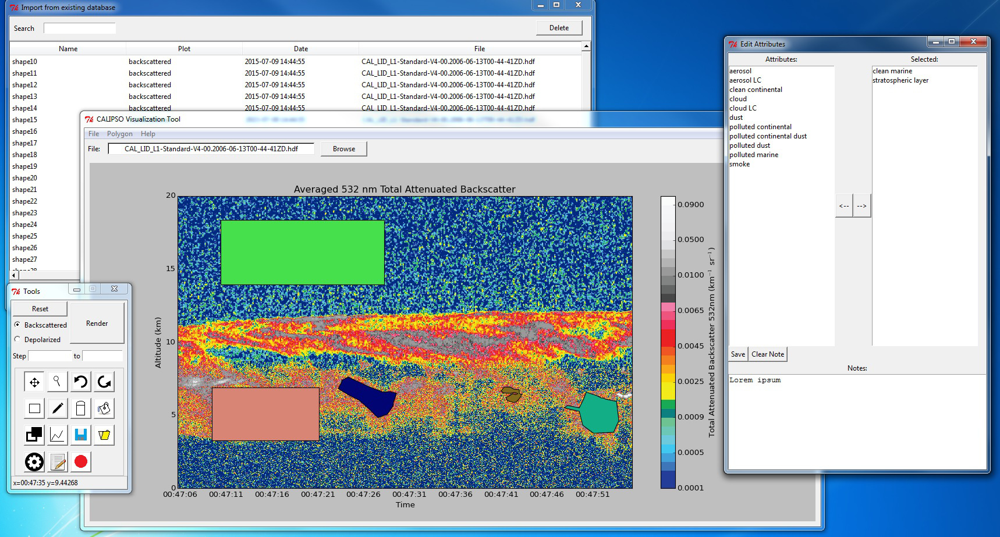 Import from existing database
Search
Delete
Name Plot Date File
shape10 backscattered 2015-07-09 14:44:55 CAL_LID_L1-Standard-V4-00.2006-06-13T00-44-41ZD.hdf
shape11 backscattered 2015-07-09 14:44:55 CAL_LID_L1-Standard-V4-00.2006-06-13T00-44-41ZD.hdf
shape12 backscattered 2015-07-09 14:44:55 CAL_LID_L1-Standard-V4-00.2006-06-13T00-44-41ZD.hdf
shape13 backscattered 2015-07-09 14:44:55 CAL_LID_L1-Standard-V4-00.2006-06-13T00-44-41ZD.hdf
shape14 backscattered 2015-07-09 14:44:55 CAL_LID_L1-Standard-V4-00.2006-06-13T00-44-41ZD.hdf
shape15
shape16
shape17
shape18
shape19
shape20
shape21
shape22
shape23
shape24
shape25
shape26
shape27
CALIPSO Visualization Tool
File Polygon Help
File: CAL_LID_L1-Standard-V4-00.2006-06-13T00-44-41ZD.hdf Browse
Averaged 532 nm Total Attenuated Backscatter
20
15
10
5
0
Altitude (km)
00:47:06 00:47:11 00:47:16 00:47:21 00:47:26 00:47:31 00:47:36 00:47:41 00:47:46 00:47:51
Time
0.0900
0.0500
0.0100
0.0065
0.0045
0.0025
0.0009
0.0005
0.0001
Total Attenuated Backscatter 532nm (km⁻¹ sr⁻¹)
Tools
Reset
Render
Backscattered
Depolarized
Step to
x=00:47:35 y=9.44268
Edit Attributes
Attributes: Selected:
aerosol
aerosol LC
clean continental
cloud
cloud LC
dust
polluted continental
polluted continental dust
polluted dust
polluted marine
smoke
clean marine
stratospheric layer
<-- -->
Save Clear Note
Notes:
Lorem ipsum